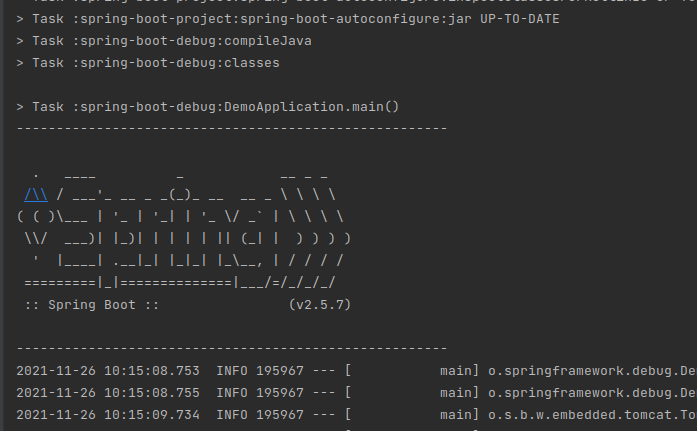 > Task :spring-boot-project:spring-boot-autoconfigure:jar UP-TO-DATE
> Task :spring-boot-debug:compileJava
> Task :spring-boot-debug:classes
> Task :spring-boot-debug:DemoApplication.main()
-----------------------------------------------------
  .   ____          _            __ _ _
 /\\ / ___'_ __ _ _(_)_ __  __ _ \ \ \ \
( ( )\___ | '_ | '_| | '_ \/ _` | \ \ \ \
 \\/  ___)| |_)| | | | | || (_| |  ) ) ) )
  '  |____| .__|_| |_|_| |_\__, | / / / /
 =========|_|==============|___/=/_/_/_/
 :: Spring Boot ::                (v2.5.7)
-----------------------------------------------------
2021-11-26 10:15:08.753  INFO 195967 --- [           main] o.springframework.debug.De
2021-11-26 10:15:08.755  INFO 195967 --- [           main] o.springframework.debug.De
2021-11-26 10:15:09.734  INFO 195967 --- [           main] o.s.b.w.embedded.tomcat.To